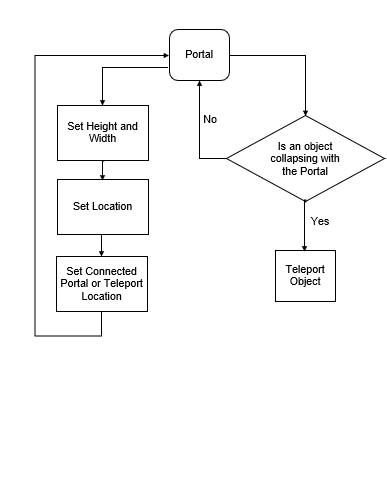 Portal
No
Set Height and
Width
Is an object
collapsing with
the Portal
Set Location
Yes
Set Connected
Portal or Teleport
Location
Teleport
Object